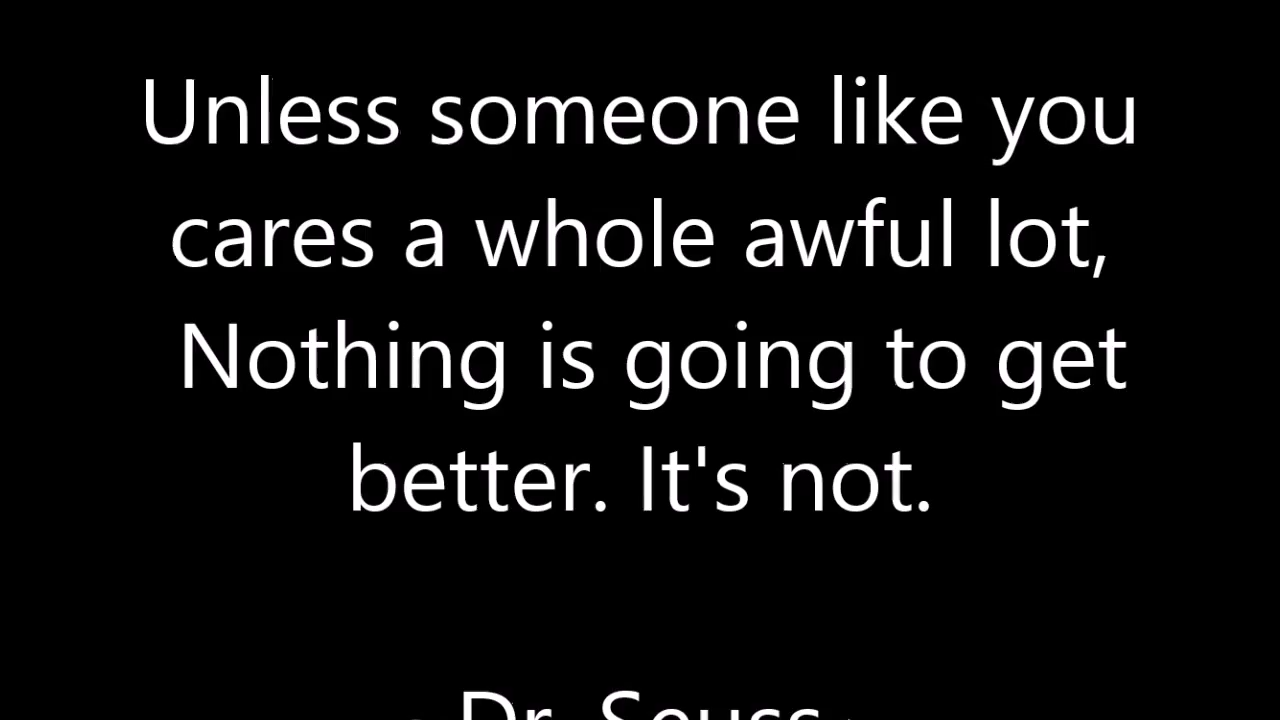 Unless someone like you
cares a whole awful lot,
Nothing is going to get
better. It's not.
Dr. Seuss